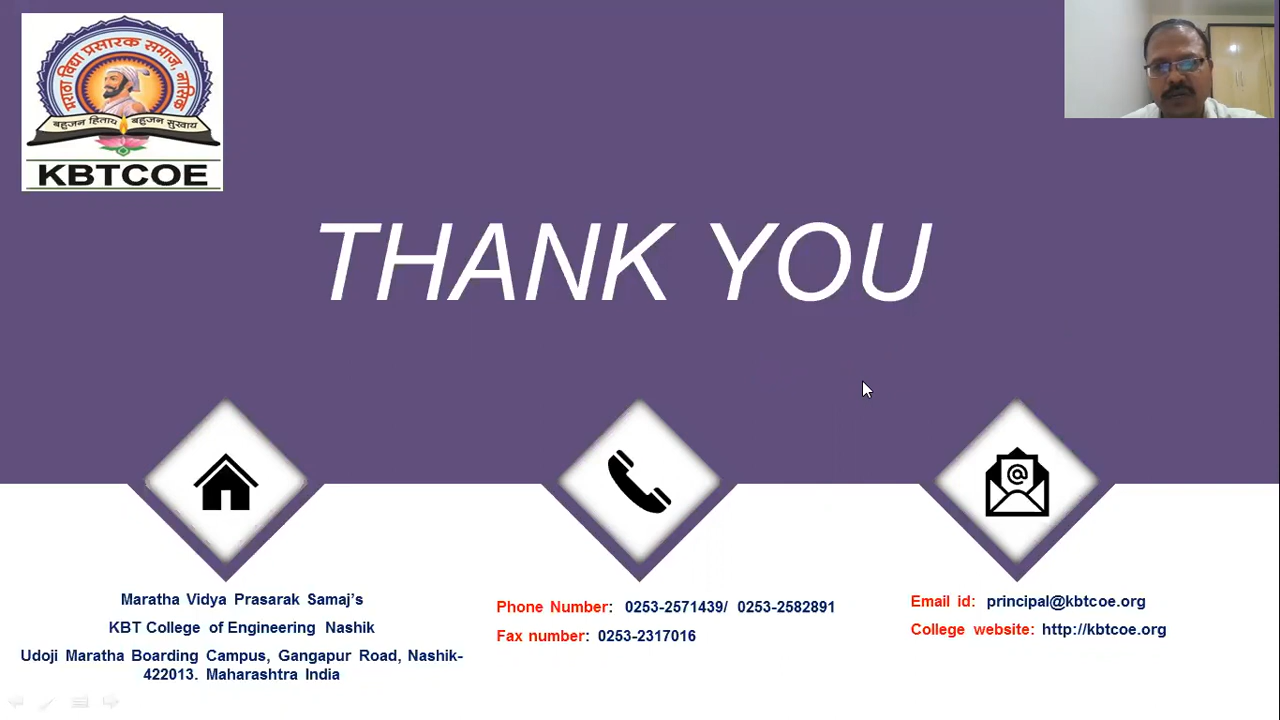 मराठा विद्या प्रसारक समाज, नाशिक
बहुजन हिताय बहुजन सुखाय
KBTCOE
THANK YOU
Maratha Vidya Prasarak Samaj's
KBT College of Engineering Nashik
Udoji Maratha Boarding Campus, Gangapur Road, Nashik-
422013. Maharashtra India
Phone Number: 0253-2571439/ 0253-2582891
Fax number: 0253-2317016
Email id: principal@kbtcoe.org
College website: http://kbtcoe.org